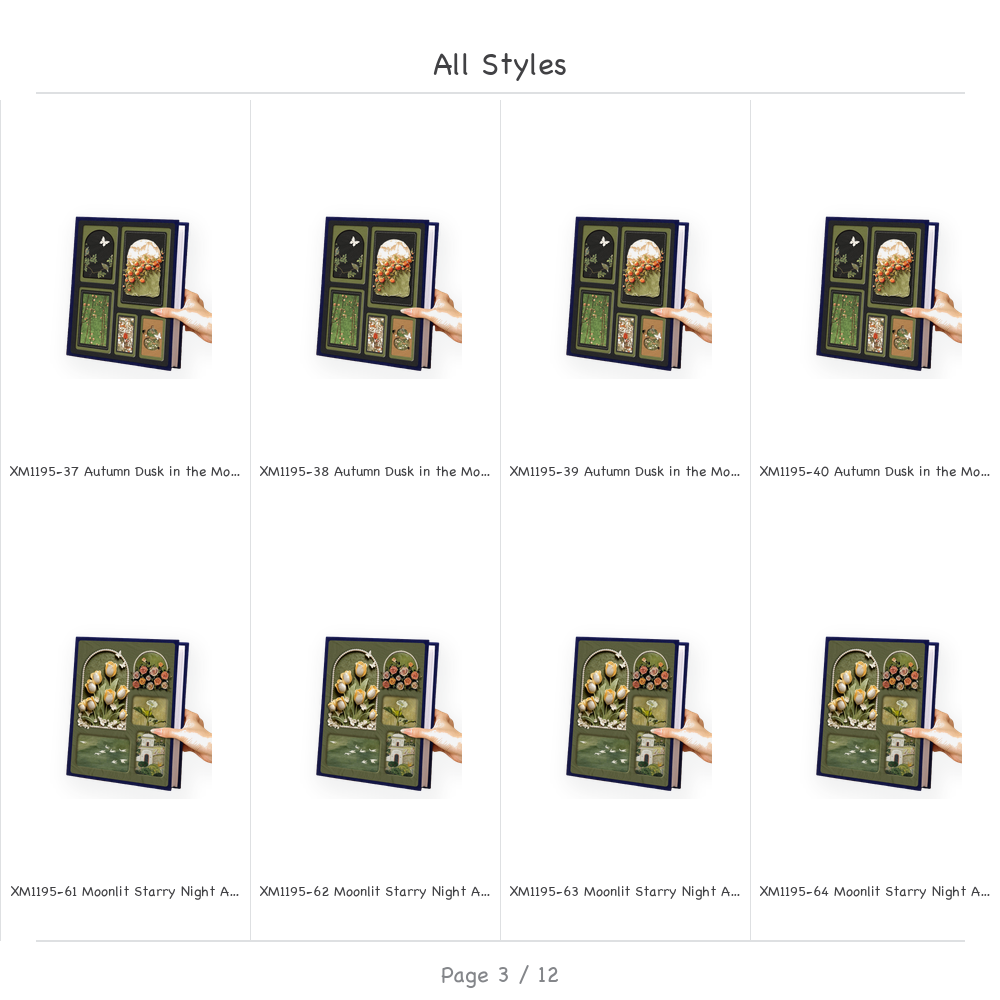 All Styles
XM1195-37 Autumn Dusk in the Mo...
XM1195-38 Autumn Dusk in the Mo...
XM1195-39 Autumn Dusk in the Mo...
XM1195-40 Autumn Dusk in the Mo...
XM1195-61 Moonlit Starry Night A...
XM1195-62 Moonlit Starry Night A...
XM1195-63 Moonlit Starry Night A...
XM1195-64 Moonlit Starry Night A...
Page 3 / 12